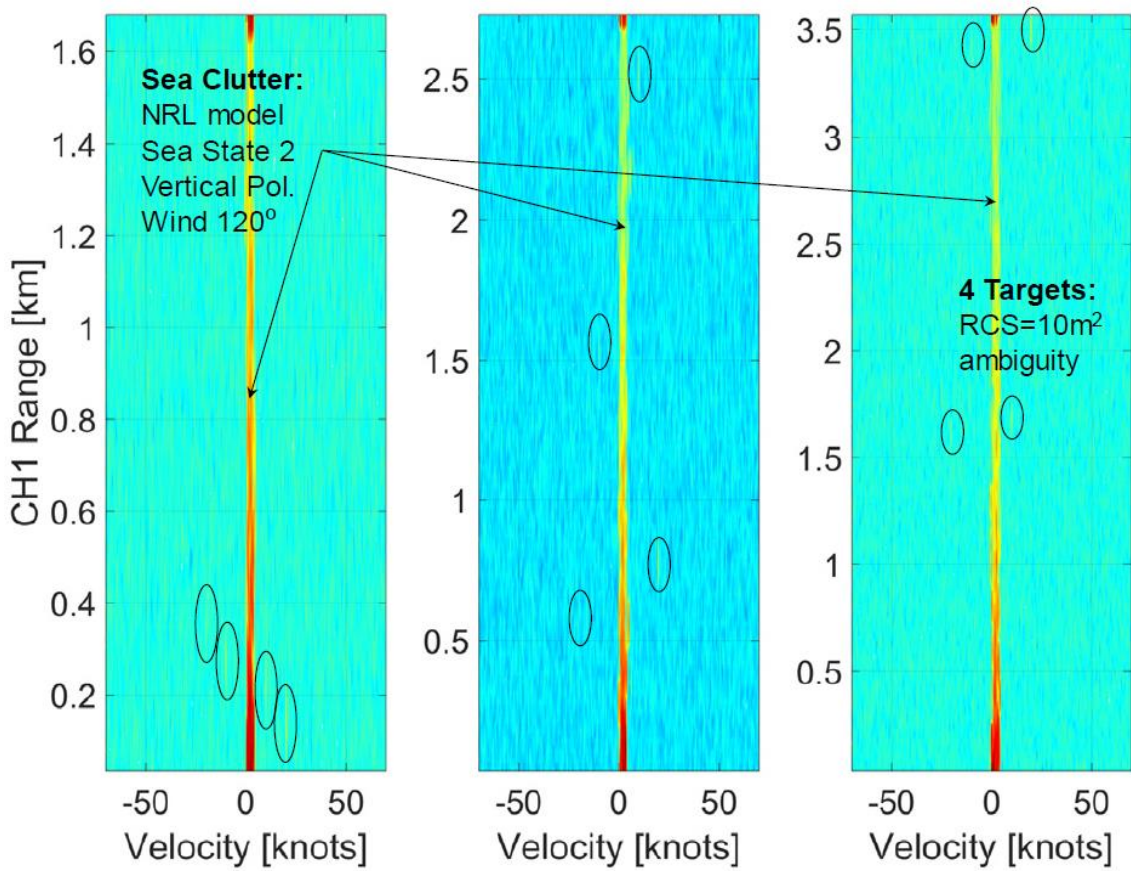 1.6
1.4
1.2
1
0.8
0.6
0.4
0.2
CH1 Range [km]
Sea Clutter:
NRL model
Sea State 2
Vertical Pol.
Wind 120º
-50 0 50
Velocity [knots]
2.5
2
1.5
1
0.5
-50 0 50
Velocity [knots]
3.5
3
2.5
2
1.5
1
0.5
4 Targets:
RCS=10m²
ambiguity
-50 0 50
Velocity [knots]